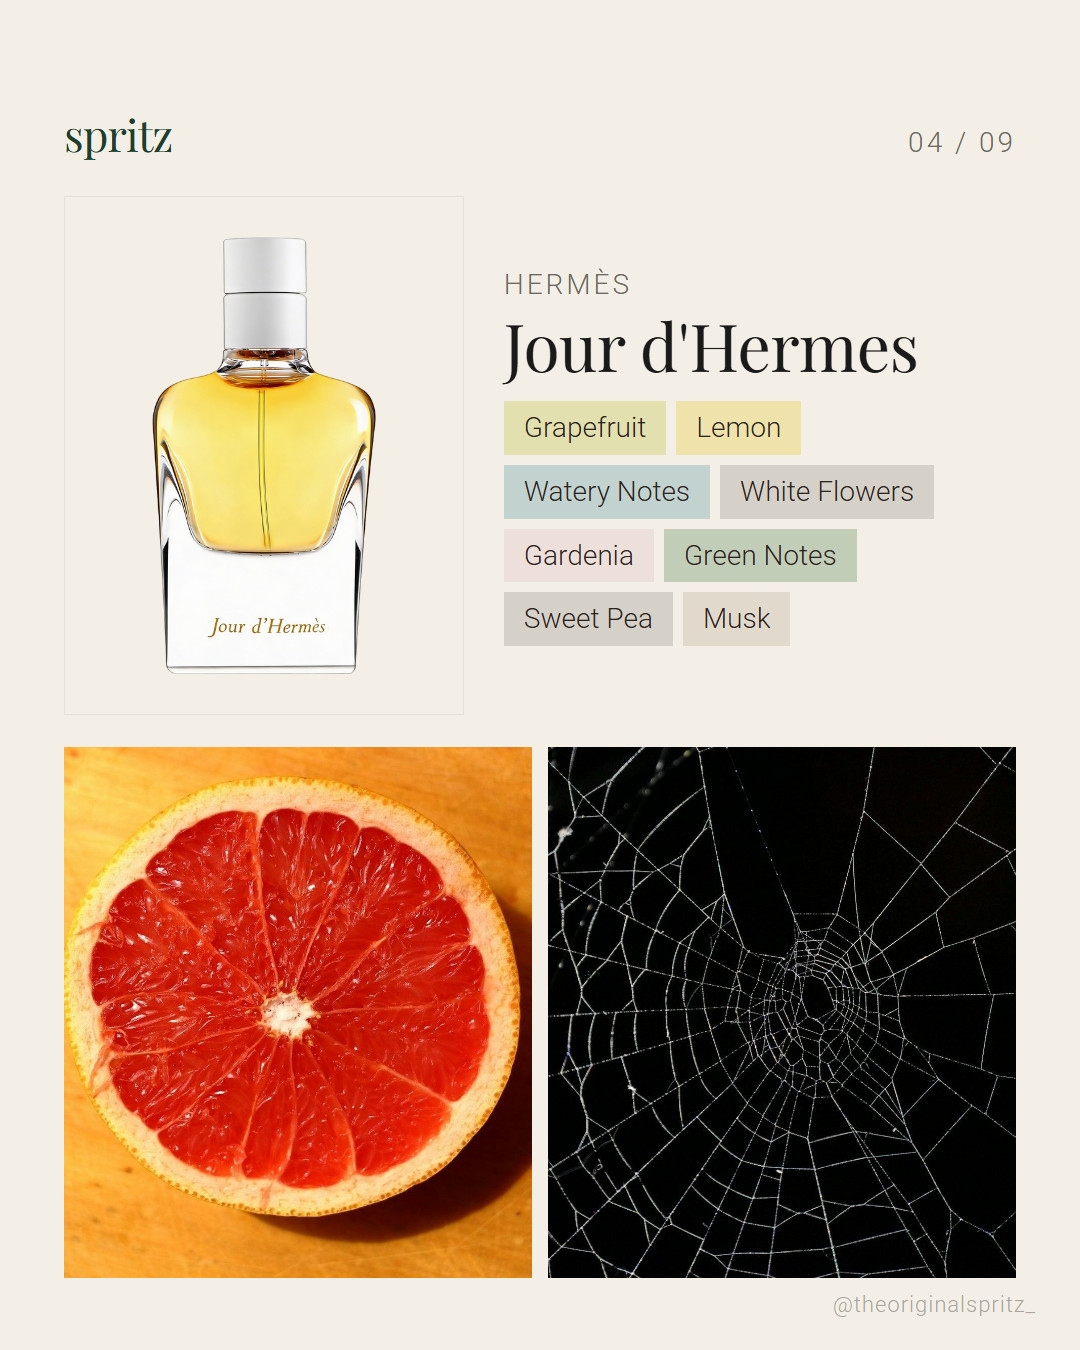 spritz
04 / 09
HERMÈS
Jour d'Hermes
Grapefruit Lemon
Watery Notes White Flowers
Gardenia Green Notes
Sweet Pea Musk
Jour d’Hermès
@theoriginalspritz_